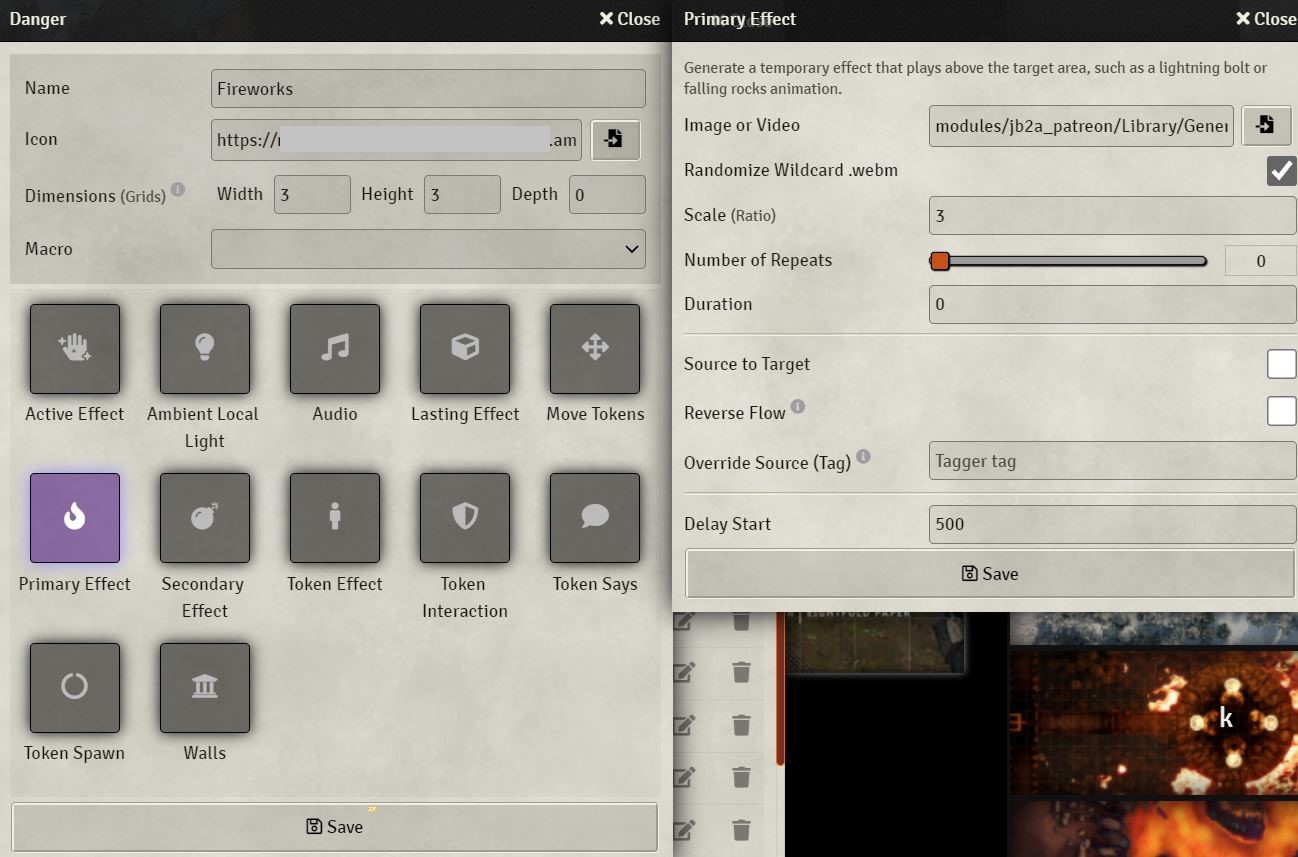 Danger
Close
Name
Fireworks
Icon
https://
.am
Dimensions (Grids)
Width
3
Height
3
Depth
0
Macro
Active Effect
Ambient Local
Light
Audio
Lasting Effect
Move Tokens
Primary Effect
Secondary
Effect
Token Effect
Token
Interaction
Token Says
Token Spawn
Walls
Save
Primary Effect
Close
Generate a temporary effect that plays above the target area, such as a lightning bolt or
falling rocks animation.
Image or Video
modules/jb2a_patreon/Library/Gener
Randomize Wildcard .webm
Scale (Ratio)
3
Number of Repeats
0
Duration
0
Source to Target
Reverse Flow
Override Source (Tag)
Tagger tag
Delay Start
500
Save
EIGHTFOLD PAPER
k